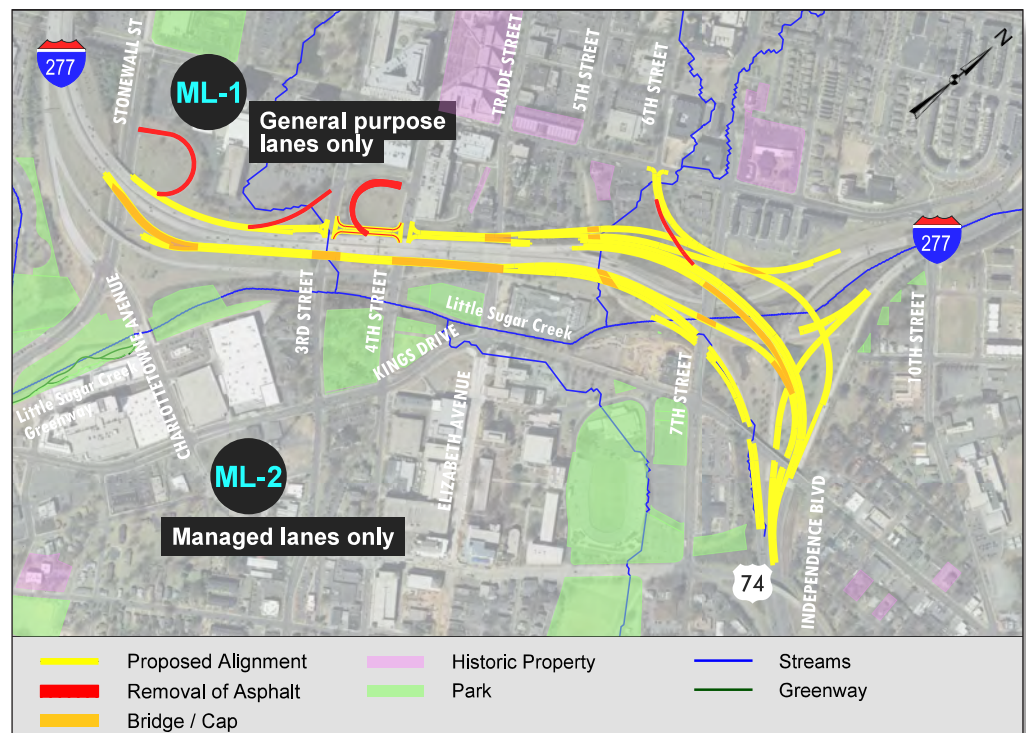 277
STONEWALL ST
ML-1
General purpose
lanes only
TRADE STREET
5TH STREET
6TH STREET
N
277
3RD STREET
4TH STREET
Little Sugar Creek
KINGS DRIVE
CHARLOTTETOWNE AVENUE
Little Sugar Creek
Greenway
ELIZABETH AVENUE
7TH STREET
10TH STREET
ML-2
Managed lanes only
INDEPENDENCE BLVD
74
Proposed Alignment
Historic Property
Streams
Removal of Asphalt
Park
Greenway
Bridge / Cap